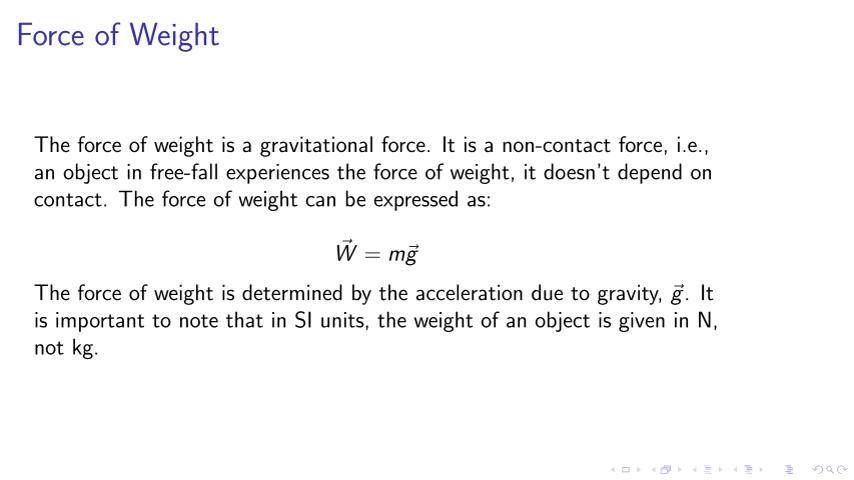 Force of Weight
The force of weight is a gravitational force. It is a non-contact force, i.e.,
an object in free-fall experiences the force of weight, it doesn't depend on
contact. The force of weight can be expressed as:
$\vec{W} = m\vec{g}$
The force of weight is determined by the acceleration due to gravity, $\vec{g}$. It
is important to note that in SI units, the weight of an object is given in N,
not kg.